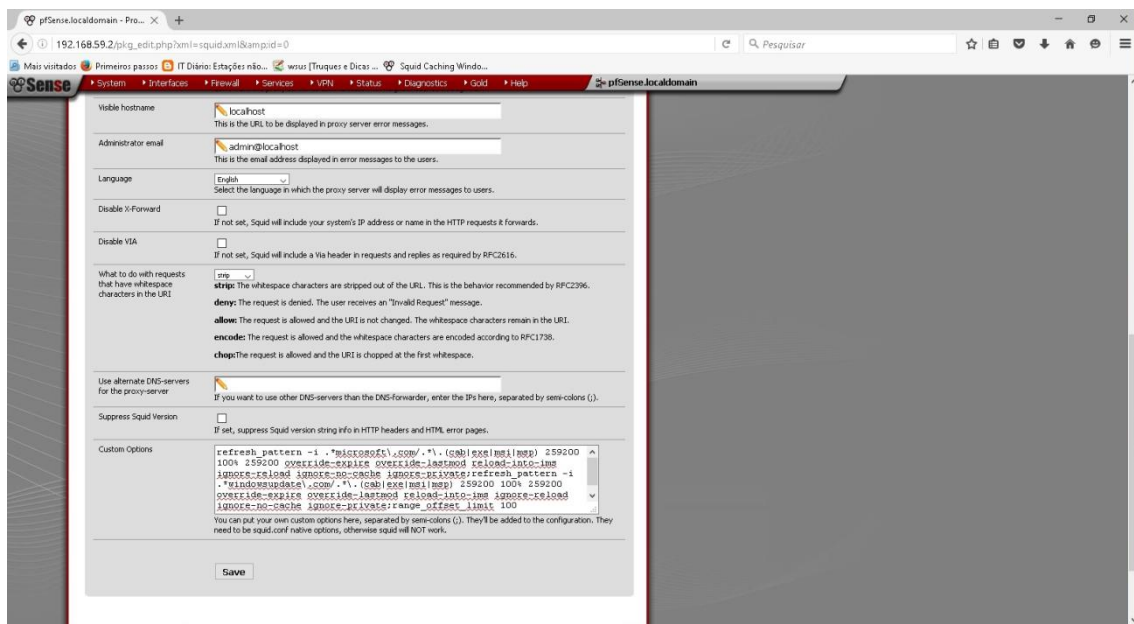 pfSense.localdomain - Pro...
192.168.59.2/pkg_edit.php?xml=squid.xml&amp;id=0
Pesquisar
Mais visitados Primeiros passos IT Diário: Estações não... wsus [Truques e Dicas ... Squid Caching Windo...
Sense System Interfaces Firewall Services VPN Status Diagnostics Gold Help pfSense.localdomain
Visible hostname
localhost
This is the URL to be displayed in proxy server error messages.
Administrator email
admin@localhost
This is the email address displayed in error messages to the users.
Language
English
Select the language in which the proxy server will display error messages to users.
Disable X-Forward
If not set, Squid will include your system's IP address or name in the HTTP requests it forwards.
Disable VIA
If not set, Squid will include a Via header in requests and replies as required by RFC2616.
What to do with requests
that have whitespace
characters in the URI
strip
strip: The whitespace characters are stripped out of the URL. This is the behavior recommended by RFC2396.
deny: The request is denied. The user receives an "Invalid Request" message.
allow: The request is allowed and the URI is not changed. The whitespace characters remain in the URI.
encode: The request is allowed and the whitespace characters are encoded according to RFC1738.
chop:The request is allowed and the URI is chopped at the first whitespace.
Use alternate DNS-servers
for the proxy-server
If you want to use other DNS-servers than the DNS-forwarder, enter the IPs here, separated by semi-colons (;).
Suppress Squid Version
If set, suppress Squid version string info in HTTP headers and HTML error pages.
Custom Options
refresh_pattern -i .*microsoft\.com/.*\.(cab|exe|msi|msp) 259200
100% 259200 override-expire override-lastmod reload-into-ims
ignore-reload ignore-no-cache ignore-private;refresh_pattern -i
.*windowsupdate\.com/.*\.(cab|exe|msi|msp) 259200 100% 259200
override-expire override-lastmod reload-into-ims ignore-reload
ignore-no-cache ignore-private;range_offset_limit 100
You can put your own custom options here, separated by semi-colons (;). They'll be added to the configuration. They
need to be squid.conf native options, otherwise squid will NOT work.
Save